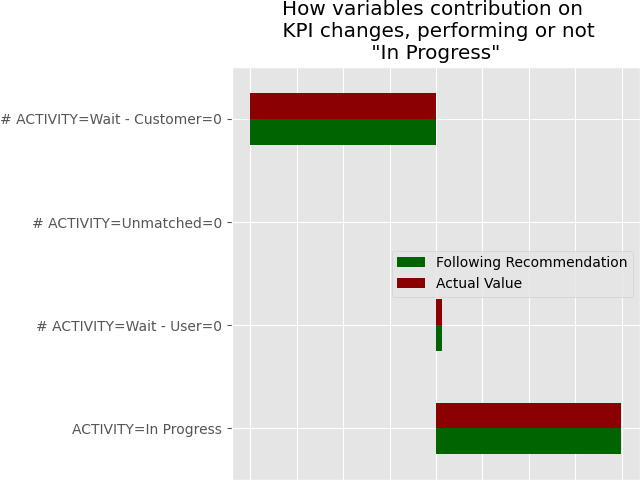 How variables contribution on
KPI changes, performing or not
"In Progress"
# ACTIVITY=Wait - Customer=0
# ACTIVITY=Unmatched=0
Following Recommendation
Actual Value
# ACTIVITY=Wait - User=0
ACTIVITY=In Progress